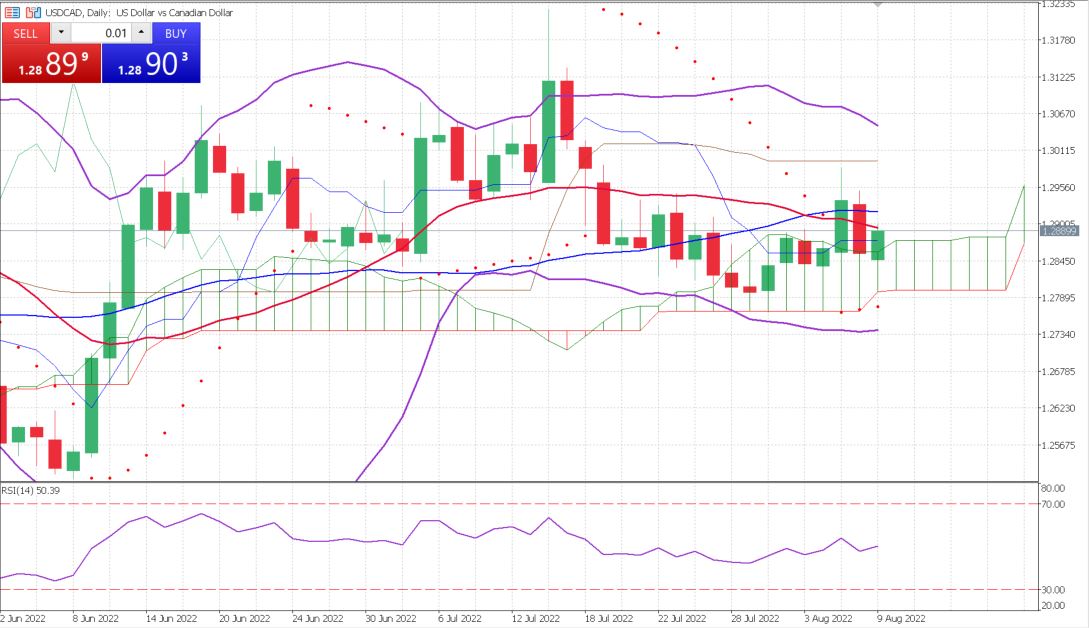 USDCAD, Daily: US Dollar vs Canadian Dollar
SELL
0.01
BUY
1.28 89 9
1.28 90 3
1.32335
1.31780
1.31225
1.30670
1.30115
1.29560
1.29005
1.28899
1.28450
1.27895
1.27340
1.26785
1.26230
1.25675
RSI(14) 50.39
80.00
70.00
30.00
20.00
2 Jun 2022
8 Jun 2022
14 Jun 2022
20 Jun 2022
24 Jun 2022
30 Jun 2022
6 Jul 2022
12 Jul 2022
18 Jul 2022
22 Jul 2022
28 Jul 2022
3 Aug 2022
9 Aug 2022